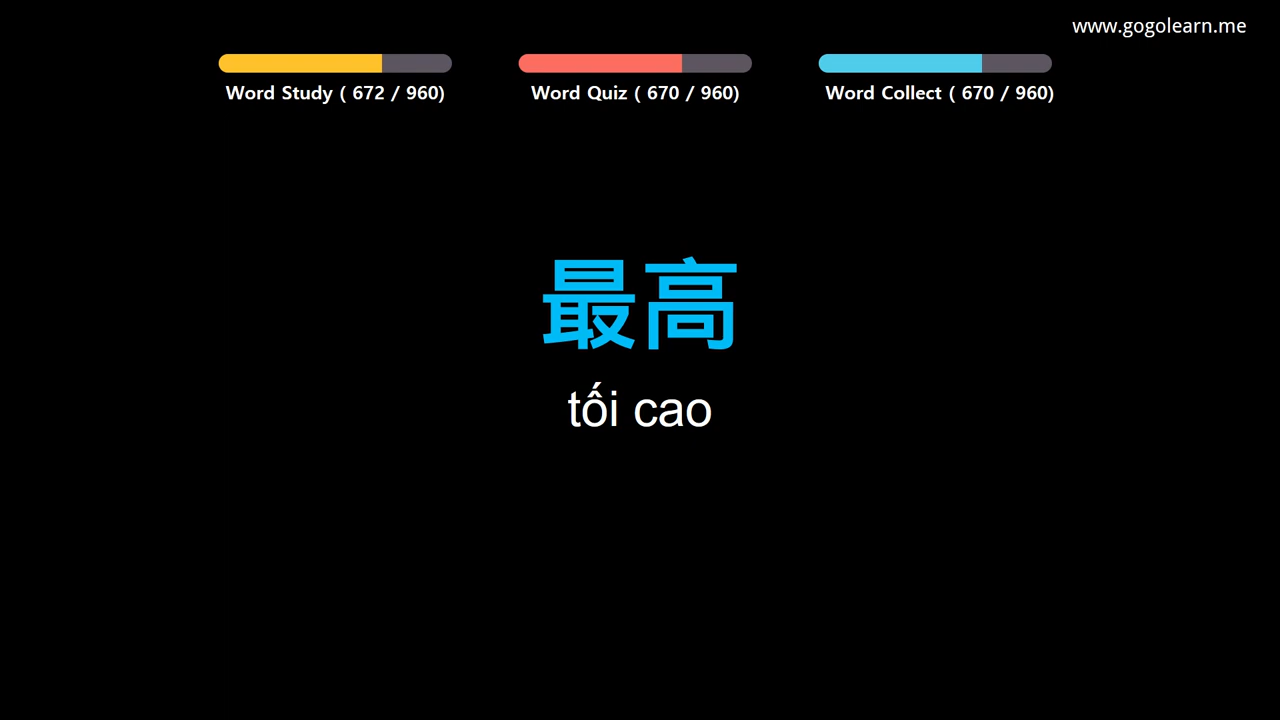 www.gogolearn.me
Word Study ( 672 / 960)
Word Quiz ( 670 / 960)
Word Collect ( 670 / 960)
最高
tối cao